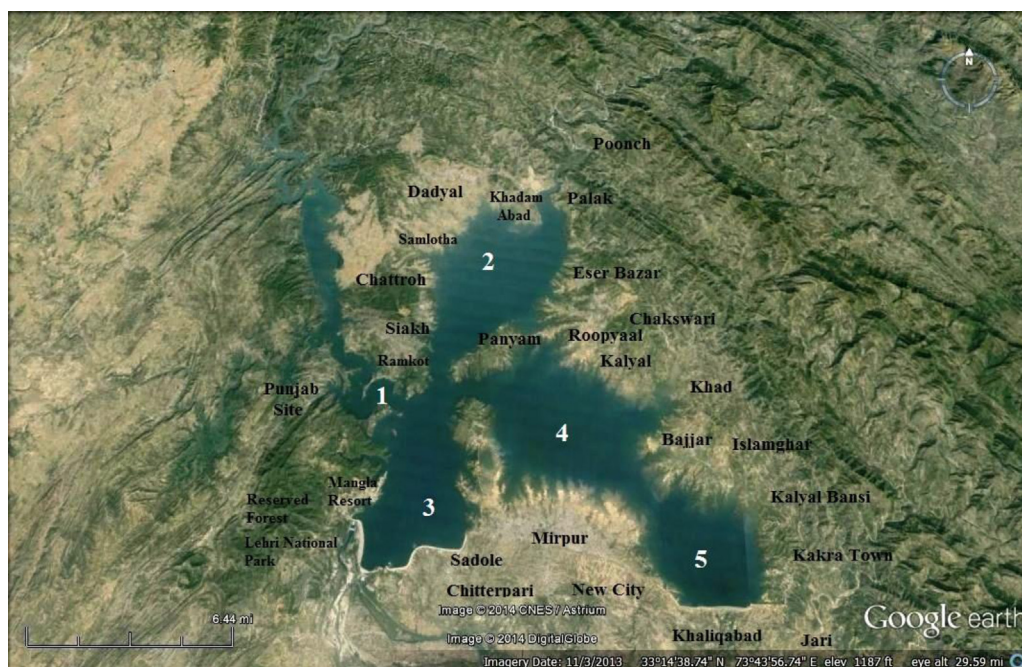 N
Poonch
Dadyal
Khadam
Abad
Palak
Samlotha
2
Eser Bazar
Chattroh
Chakswari
Siakh
Panyam
Roopyaal
Ramkot
Kalyal
Punjab
Site
1
Khad
4
Bajjar
Islamghar
Mangla
Resort
Reserved
Forest
3
Kalyal Bansi
Lehri National
Park
Mirpur
Sadole
5
Kakra Town
Chitterpari
New City
Image © 2014 CNES / Astrium
6.44 mi
Google earth
Image © 2014 DigitalGlobe
Khaliqabad
Jari
Imagery Date: 11/3/2013 33°14'38.74" N 73°43'56.74" E elev 1187 ft eye alt 29.59 mi